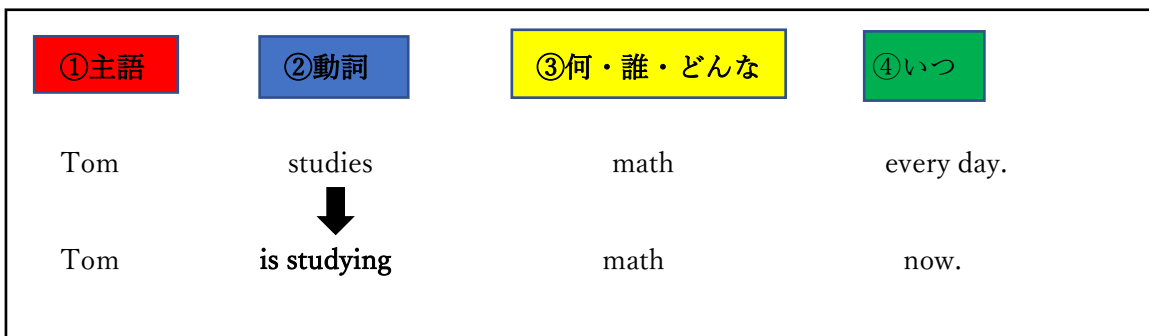 ①主語 ②動詞 ③何・誰・どんな ④いつ
Tom studies math every day.
Tom is studying math now.